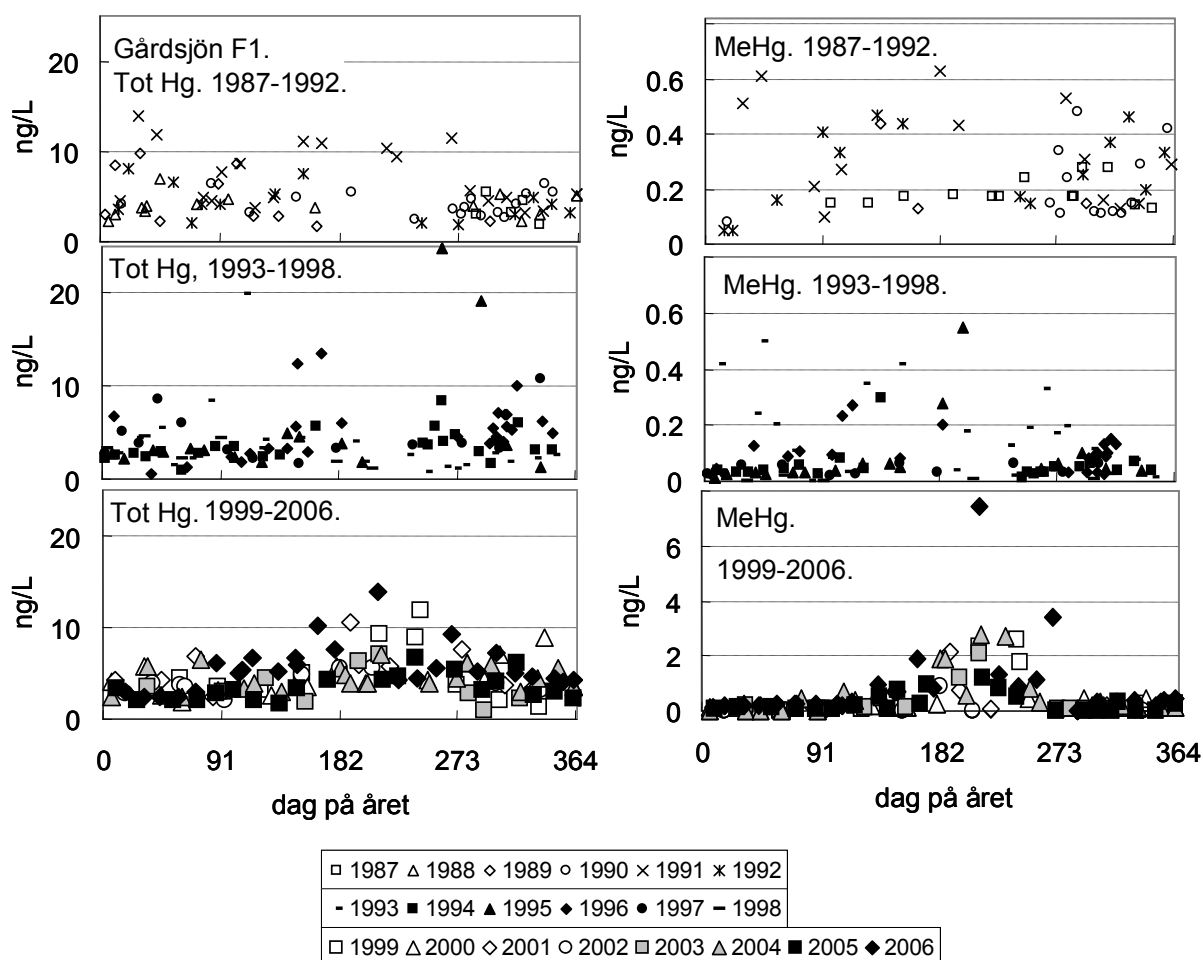 Gårdsjön F1.
Tot Hg. 1987-1992.
ng/L
20
10
0
MeHg. 1987-1992.
ng/L
0.6
0.4
0.2
0
Tot Hg, 1993-1998.
ng/L
20
10
0
MeHg. 1993-1998.
ng/L
0.6
0.4
0.2
0
Tot Hg. 1999-2006.
ng/L
20
10
0
0 91 182 273 364
dag på året
MeHg.
1999-2006.
ng/L
6
4
2
0
0 91 182 273 364
dag på året
1987 1988 1989 1990 1991 1992
1993 1994 1995 1996 1997 1998
1999 2000 2001 2002 2003 2004 2005 2006